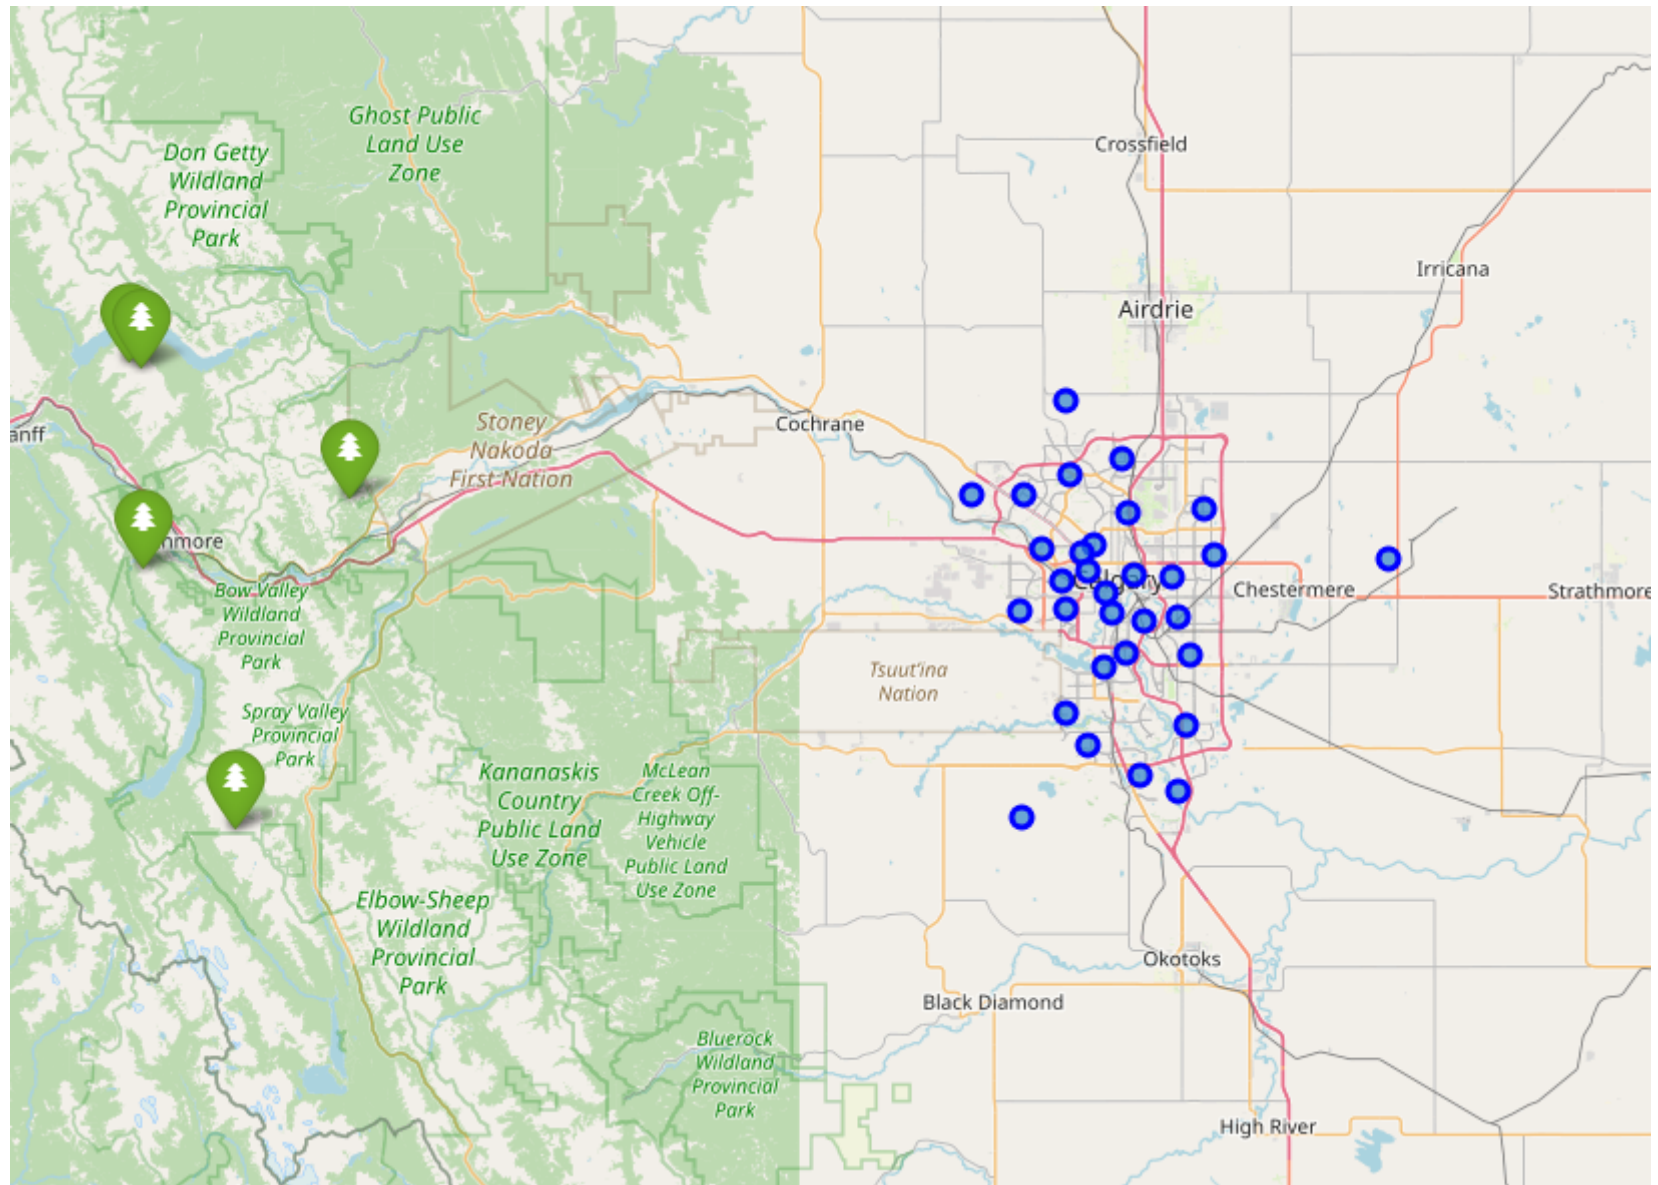 Ghost Public
Land Use
Zone
Don Getty
Wildland
Provincial
Park
Crossfield
Irricana
Airdrie
Stoney
Nakoda
First Nation
Cochrane
anff
nmore
Bow Valley
Wildland
Provincial
Park
Calgary
Chestermere
Strathmore
Tsuut'ina
Nation
Spray Valley
Provincial
Park
Kananaskis
Country
Public Land
Use Zone
McLean
Creek Off-
Highway
Vehicle
Public Land
Use Zone
Elbow-Sheep
Wildland
Provincial
Park
Okotoks
Black Diamond
Bluerock
Wildland
Provincial
Park
High River